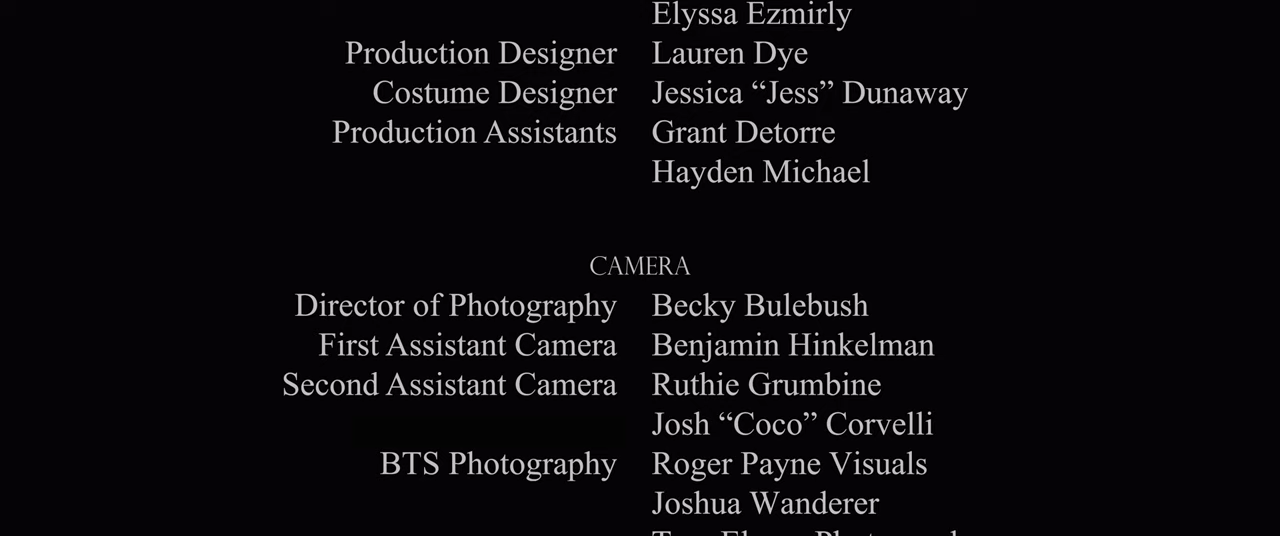 Elyssa Ezmirly
Production Designer Lauren Dye
Costume Designer Jessica “Jess” Dunaway
Production Assistants Grant Detorre
Hayden Michael
CAMERA
Director of Photography Becky Bulebush
First Assistant Camera Benjamin Hinkelman
Second Assistant Camera Ruthie Grumbine
Josh “Coco” Corvelli
BTS Photography Roger Payne Visuals
Joshua Wanderer